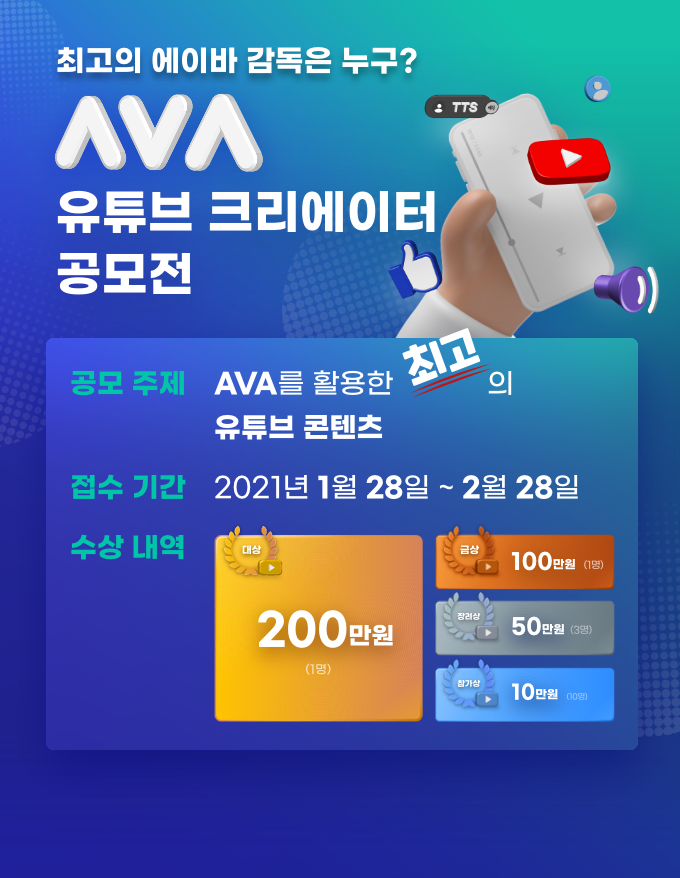 최고의 에이바 감독은 누구?
AVA
TTS
유튜브 크리에이터
공모전
공모 주제
AVA를 활용한 최고의
유튜브 콘텐츠
접수 기간
2021년 1월 28일 ~ 2월 28일
수상 내역
대상
200만원
(1명)
금상
100만원 (1명)
장려상
50만원 (3명)
참가상
10만원 (10명)